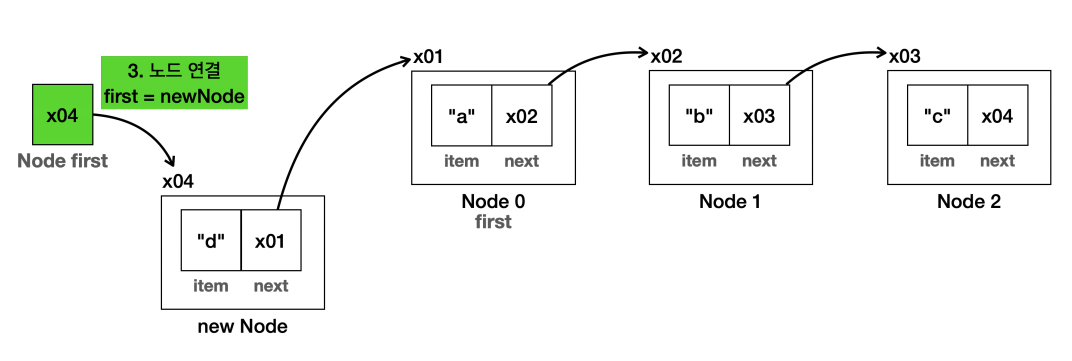 3. 노드 연결
first = newNode
x04
Node first
x04
"d"
x01
item
next
new Node
x01
"a"
x02
item
next
Node 0
first
x02
"b"
x03
item
next
Node 1
x03
"c"
x04
item
next
Node 2